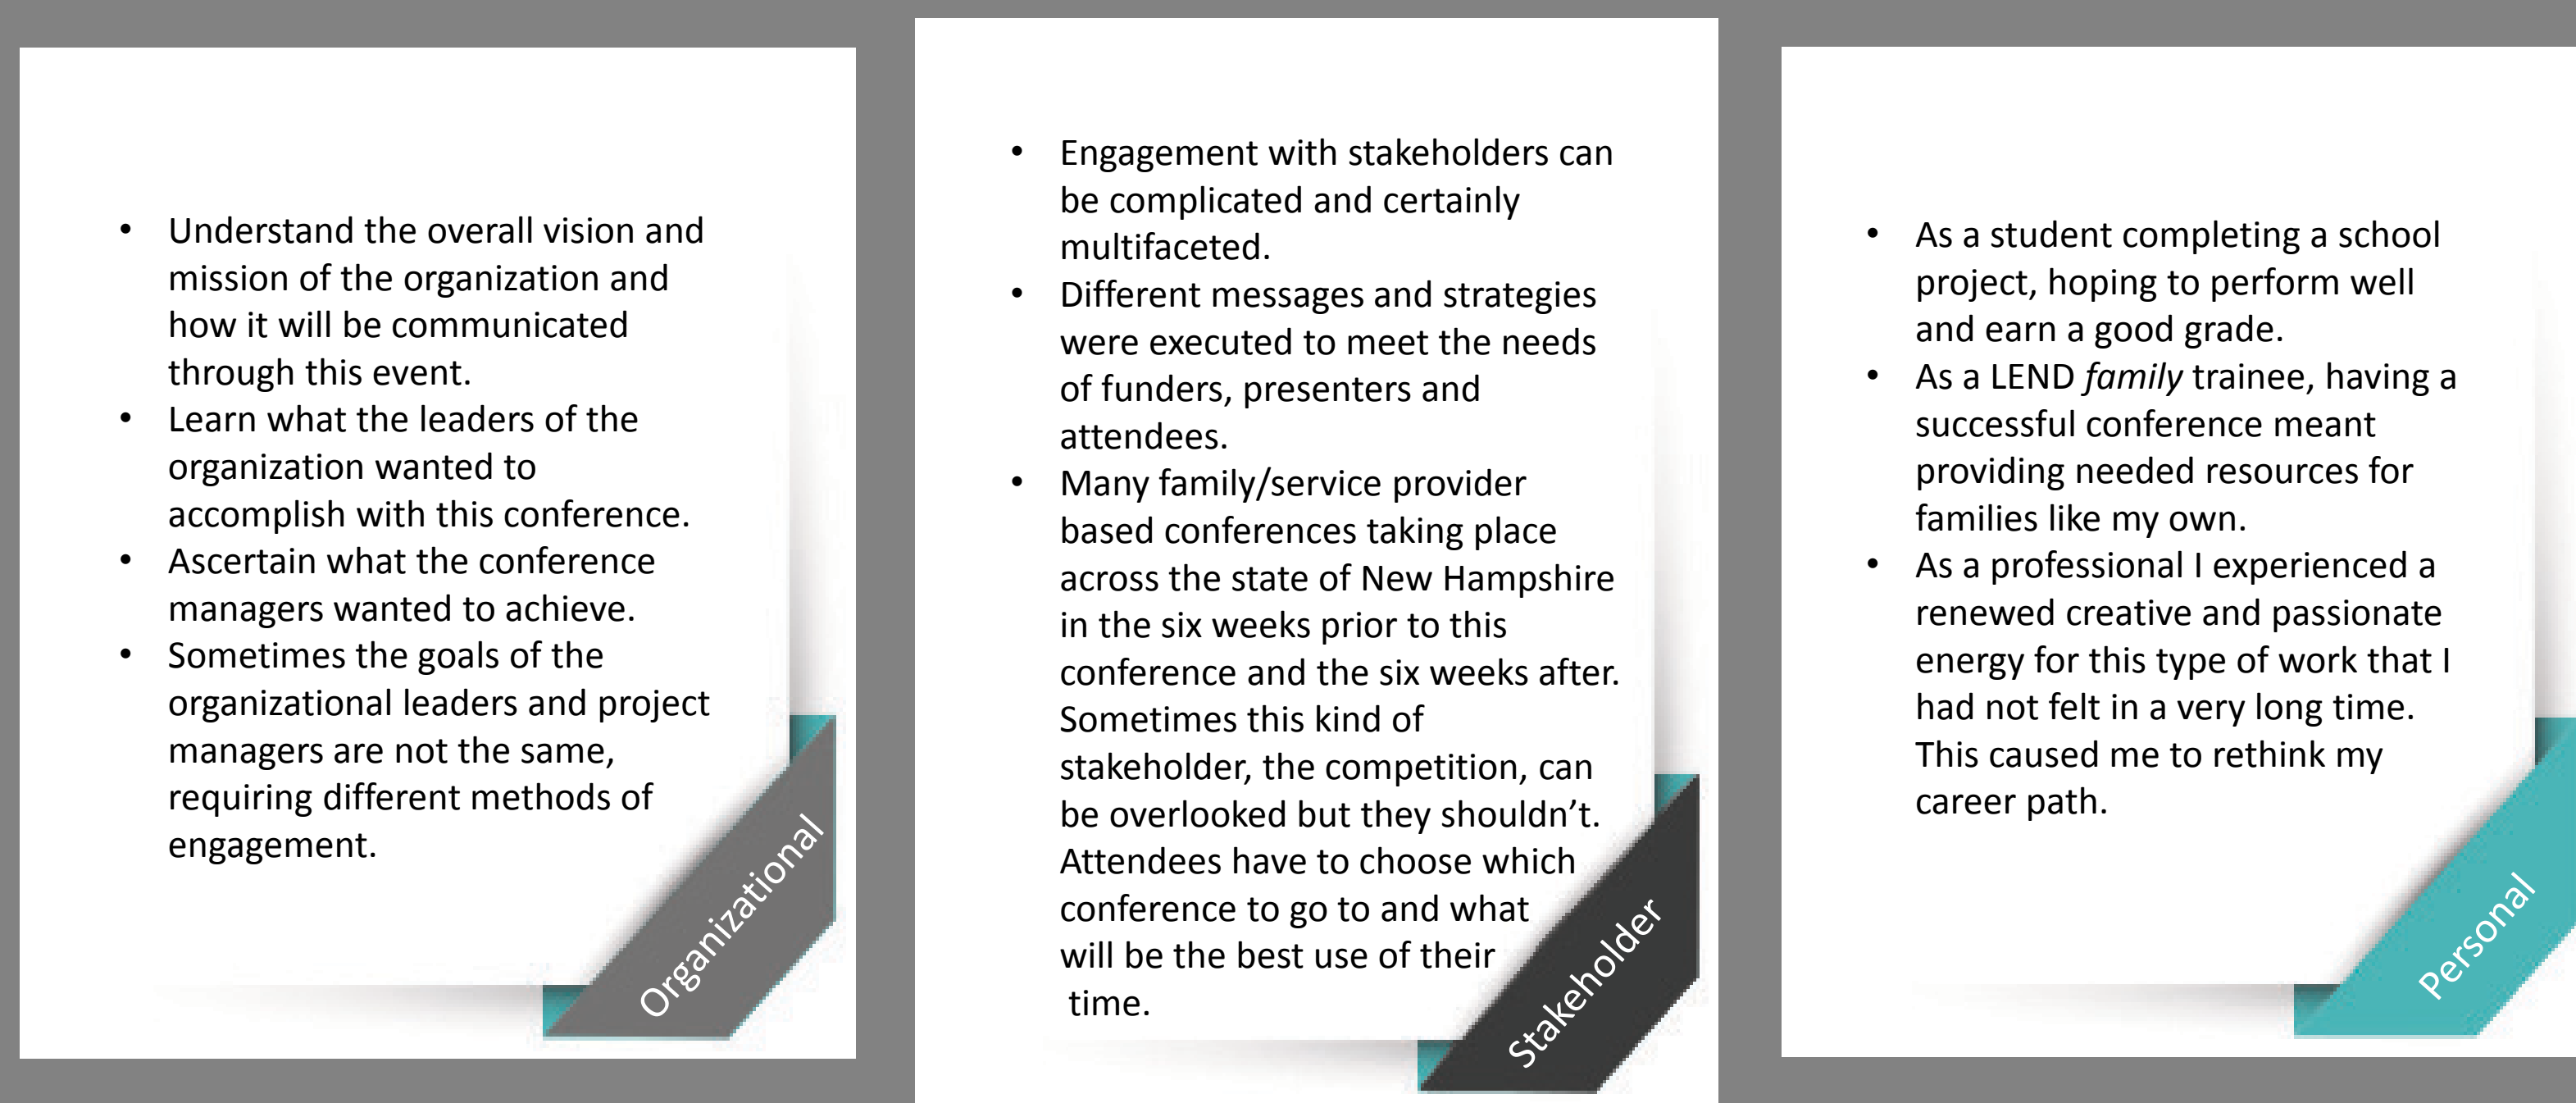 • Understand the overall vision and
mission of the organization and
how it will be communicated
through this event.
• Learn what the leaders of the
organization wanted to
accomplish with this conference.
• Ascertain what the conference
managers wanted to achieve.
• Sometimes the goals of the
organizational leaders and project
managers are not the same,
requiring different methods of
engagement.
Organizational
• Engagement with stakeholders can
be complicated and certainly
multifaceted.
• Different messages and strategies
were executed to meet the needs
of funders, presenters and
attendees.
• Many family/service provider
based conferences taking place
across the state of New Hampshire
in the six weeks prior to this
conference and the six weeks after.
Sometimes this kind of
stakeholder, the competition, can
be overlooked but they shouldn’t.
Attendees have to choose which
conference to go to and what
will be the best use of their
time.
Stakeholder
• As a student completing a school
project, hoping to perform well
and earn a good grade.
• As a LEND family trainee, having a
successful conference meant
providing needed resources for
families like my own.
• As a professional I experienced a
renewed creative and passionate
energy for this type of work that I
had not felt in a very long time.
This caused me to rethink my
career path.
Personal